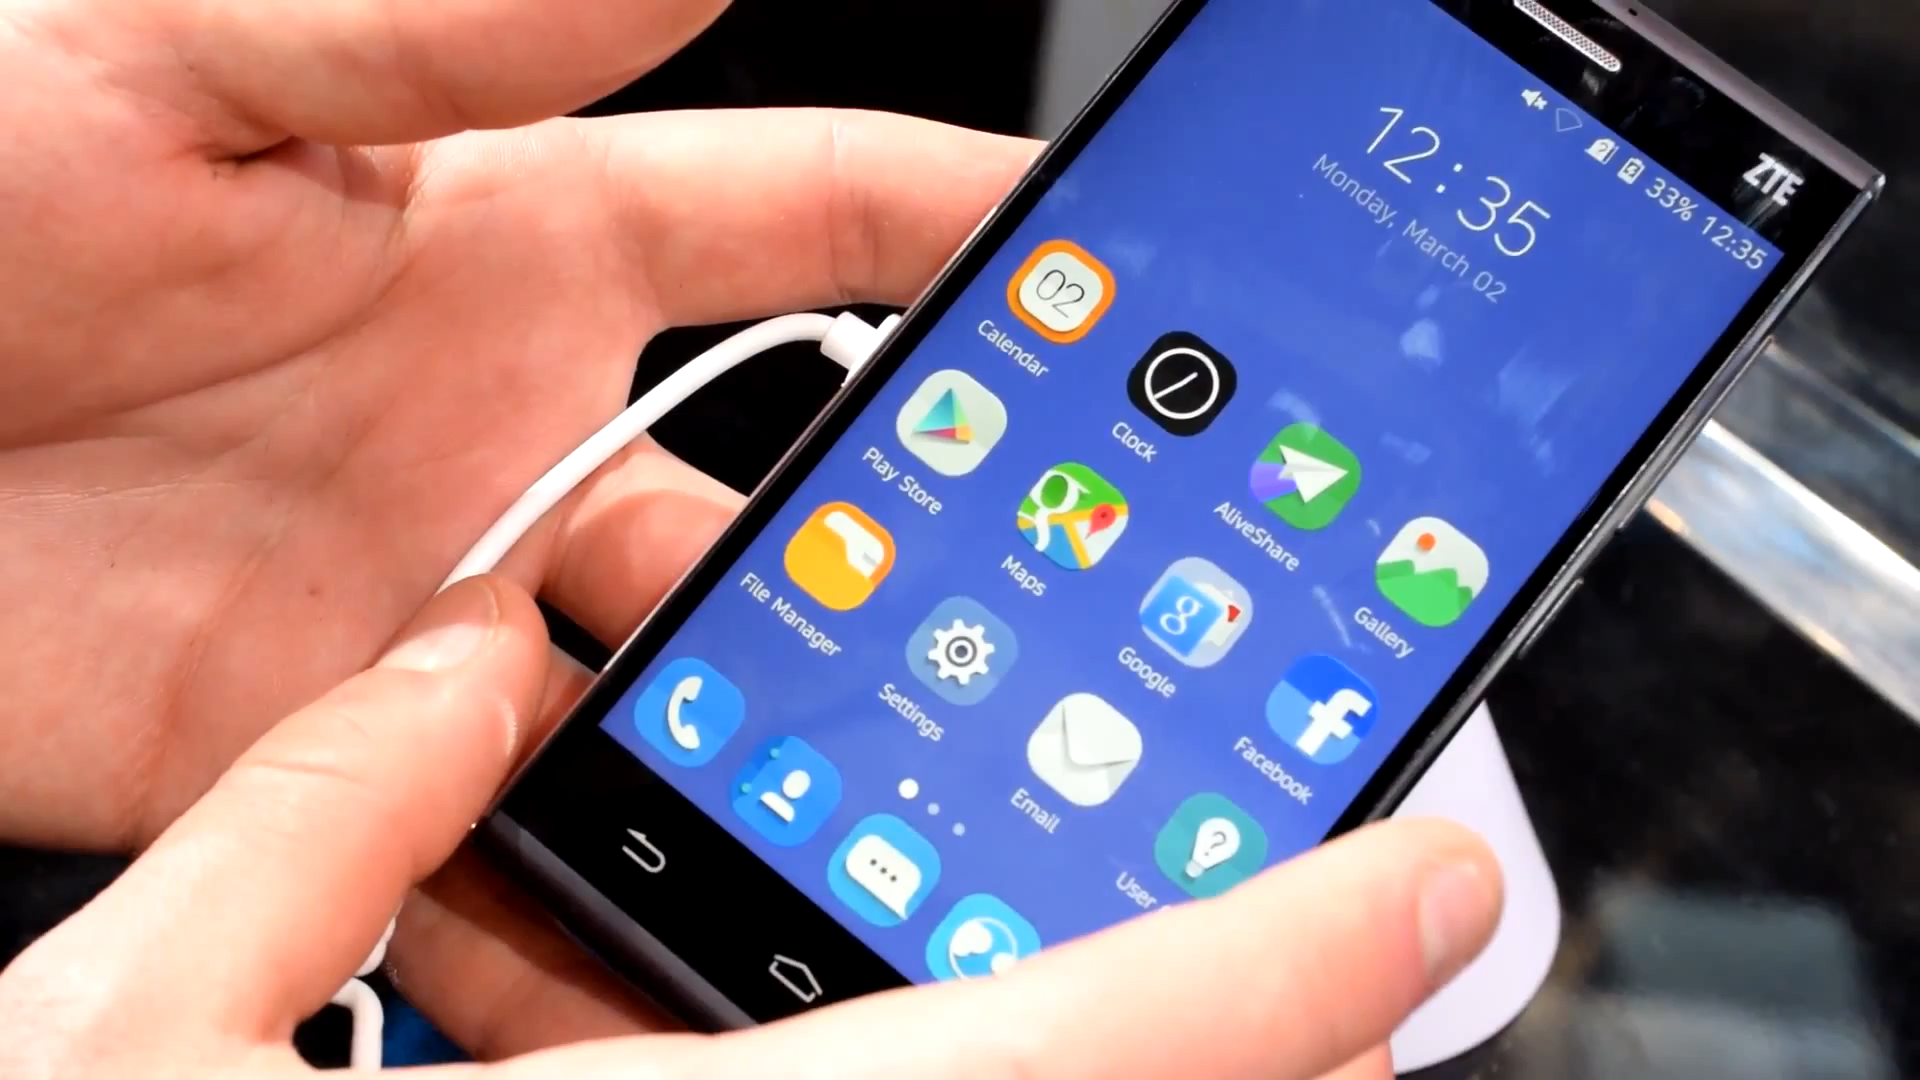 ZTE
33% 12:35
12:35
Monday, March 02
02
Calendar
Clock
AliveShare
Gallery
Play Store
Maps
Google
Facebook
File Manager
Settings
Email
User